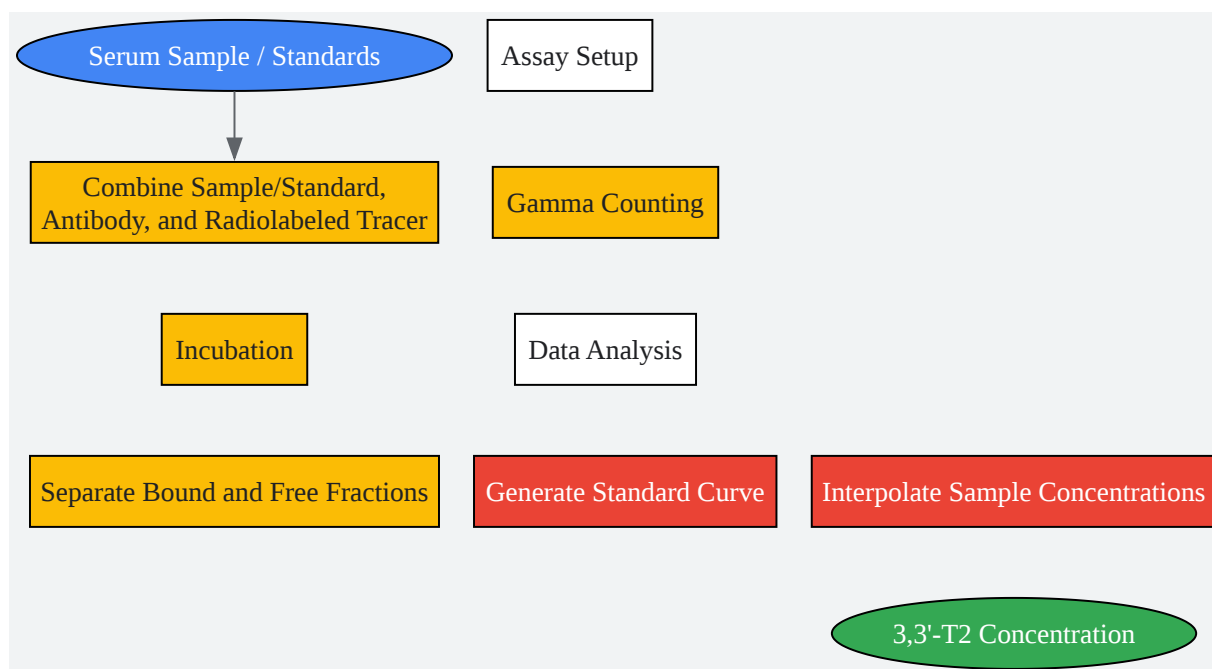 Serum Sample / Standards
Assay Setup
Combine Sample/Standard,
Antibody, and Radiolabeled Tracer
Gamma Counting
Incubation
Data Analysis
Separate Bound and Free Fractions
Generate Standard Curve
Interpolate Sample Concentrations
3,3'-T2 Concentration